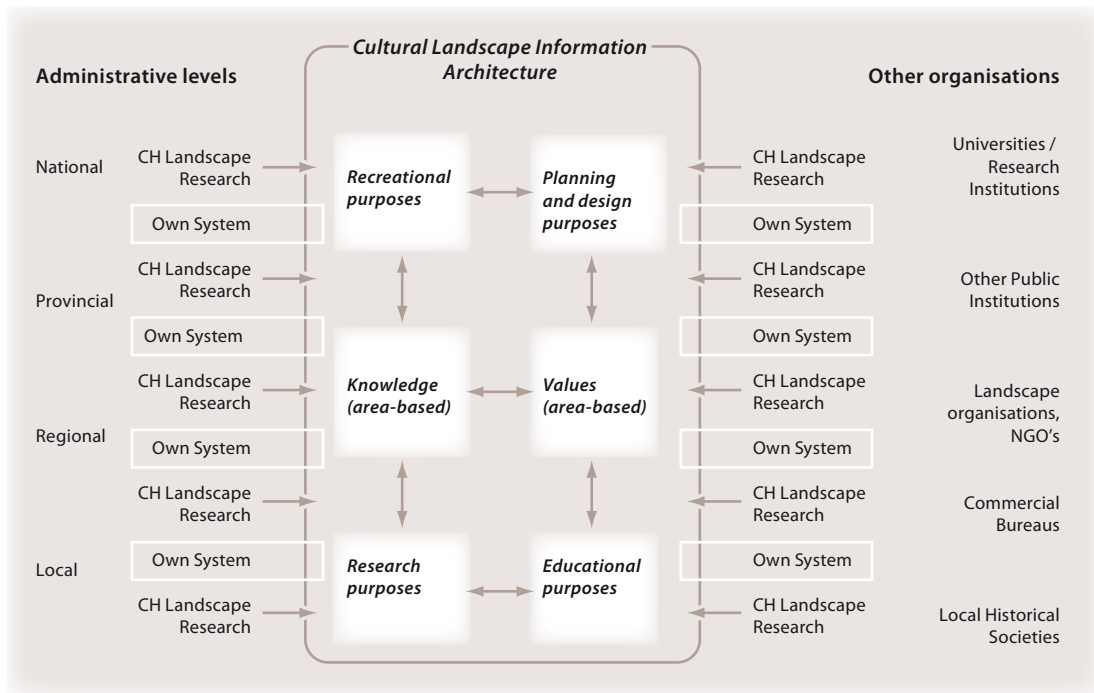 Cultural Landscape Information
Architecture
Administrative levels
National
Provincial
Regional
Local
CH Landscape
Research
Own System
CH Landscape
Research
Own System
CH Landscape
Research
Own System
CH Landscape
Research
Own System
CH Landscape
Research
Recreational
purposes
Planning
and design
purposes
Knowledge
(area-based)
Values
(area-based)
Research
purposes
Educational
purposes
CH Landscape
Research
Own System
CH Landscape
Research
Own System
CH Landscape
Research
Own System
CH Landscape
Research
Own System
CH Landscape
Research
Other organisations
Universities /
Research
Institutions
Other Public
Institutions
Landscape
organisations,
NGO's
Commercial
Bureaus
Local Historical
Societies